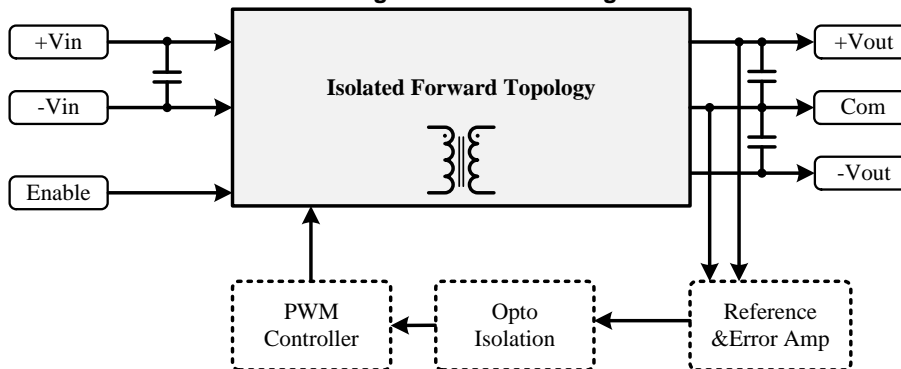 +Vin
+Vout
Isolated Forward Topology
-Vin
Com
-Vout
Enable
PWM
Controller
Opto
Isolation
Reference
&Error Amp